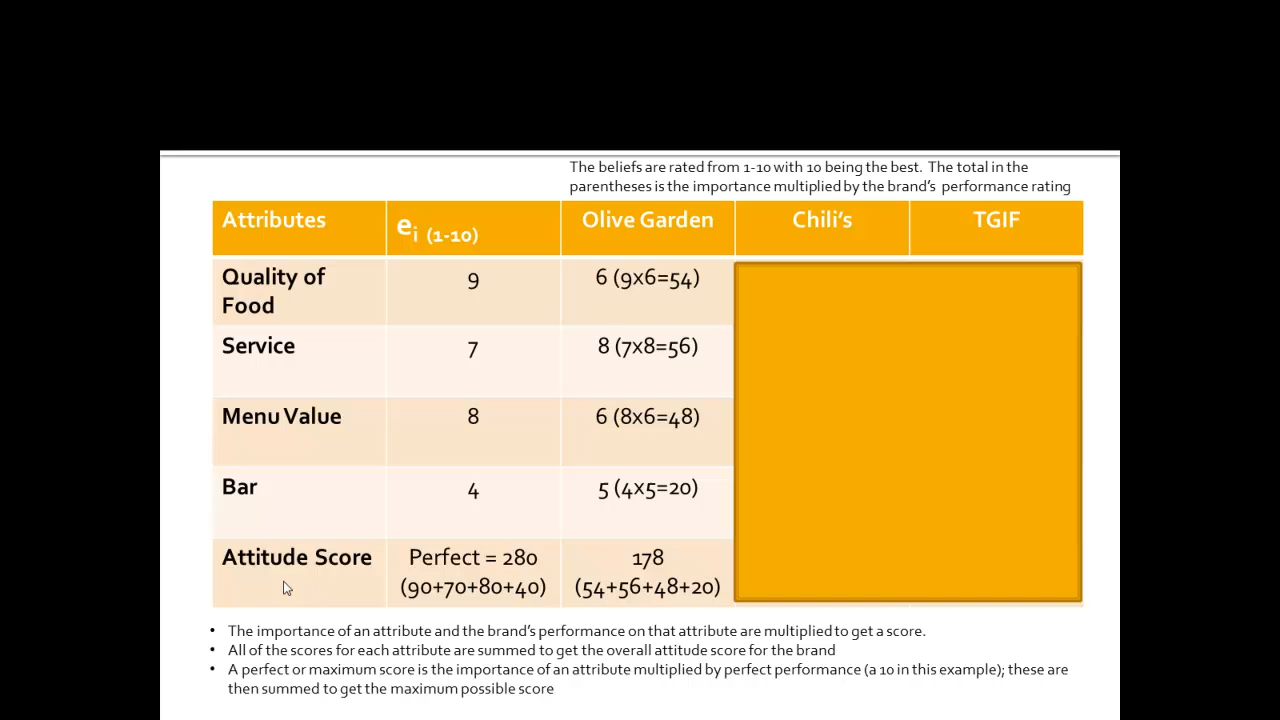 The beliefs are rated from 1-10 with 10 being the best. The total in the
parentheses is the importance multiplied by the brand's performance rating
Attributes ei (1-10) Olive Garden Chili's TGIF
Quality of
Food 9 6 (9x6=54)
Service 7 8 (7x8=56)
Menu Value 8 6 (8x6=48)
Bar 4 5 (4x5=20)
Attitude Score Perfect = 280 178
(90+70+80+40) (54+56+48+20)
• The importance of an attribute and the brand's performance on that attribute are multiplied to get a score.
• All of the scores for each attribute are summed to get the overall attitude score for the brand
• A perfect or maximum score is the importance of an attribute multiplied by perfect performance (a 10 in this example); these are
then summed to get the maximum possible score